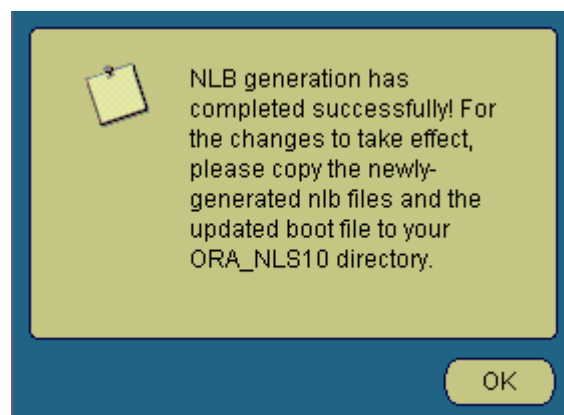 NLB generation has
completed successfully! For
the changes to take effect,
please copy the newly-
generated nlb files and the
updated boot file to your
ORA_NLS10 directory.
OK